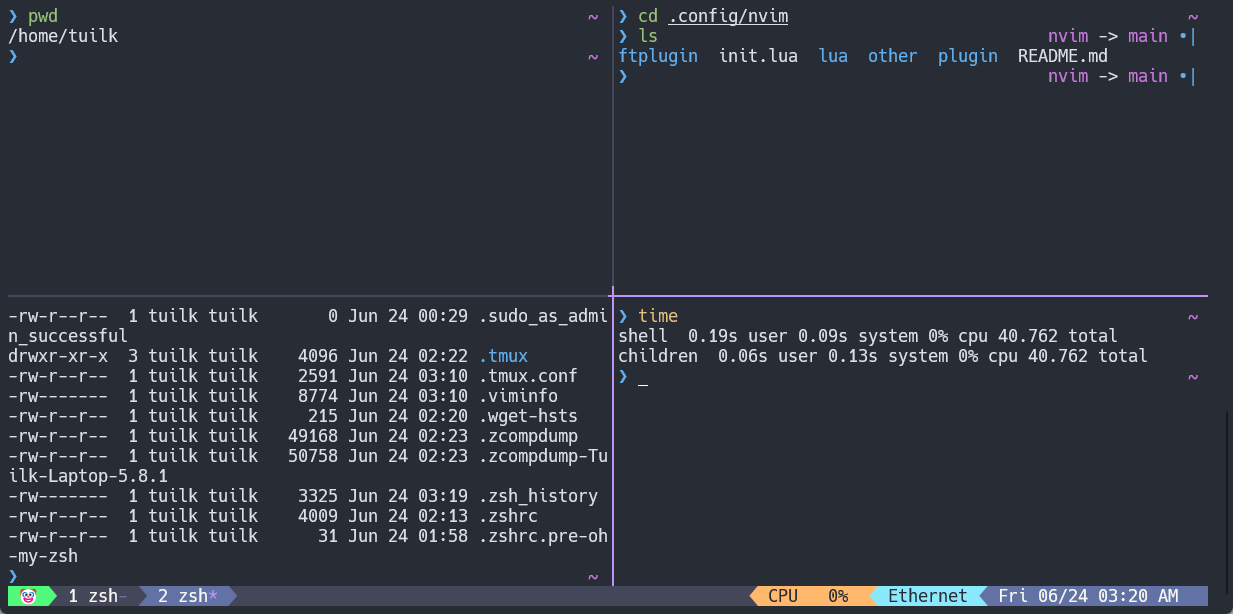 ❯ pwd ~
/home/tuilk
❯ ~
❯ cd .config/nvim ~
❯ ls nvim -> main •|
ftplugin init.lua lua other plugin README.md
❯ nvim -> main •|
-rw-r--r-- 1 tuilk tuilk 0 Jun 24 00:29 .sudo_as_admi
n_successful
drwxr-xr-x 3 tuilk tuilk 4096 Jun 24 02:22 .tmux
-rw-r--r-- 1 tuilk tuilk 2591 Jun 24 03:10 .tmux.conf
-rw------- 1 tuilk tuilk 8774 Jun 24 03:10 .viminfo
-rw-r--r-- 1 tuilk tuilk 215 Jun 24 02:20 .wget-hsts
-rw-r--r-- 1 tuilk tuilk 49168 Jun 24 02:23 .zcompdump
-rw-r--r-- 1 tuilk tuilk 50758 Jun 24 02:23 .zcompdump-Tu
ilk-Laptop-5.8.1
-rw------- 1 tuilk tuilk 3325 Jun 24 03:19 .zsh_history
-rw-r--r-- 1 tuilk tuilk 4009 Jun 24 02:13 .zshrc
-rw-r--r-- 1 tuilk tuilk 31 Jun 24 01:58 .zshrc.pre-oh
-my-zsh
❯ ~
❯ time ~
shell 0.19s user 0.09s system 0% cpu 40.762 total
children 0.06s user 0.13s system 0% cpu 40.762 total
❯ _ ~
1 zsh- 2 zsh* CPU 0% Ethernet Fri 06/24 03:20 AM